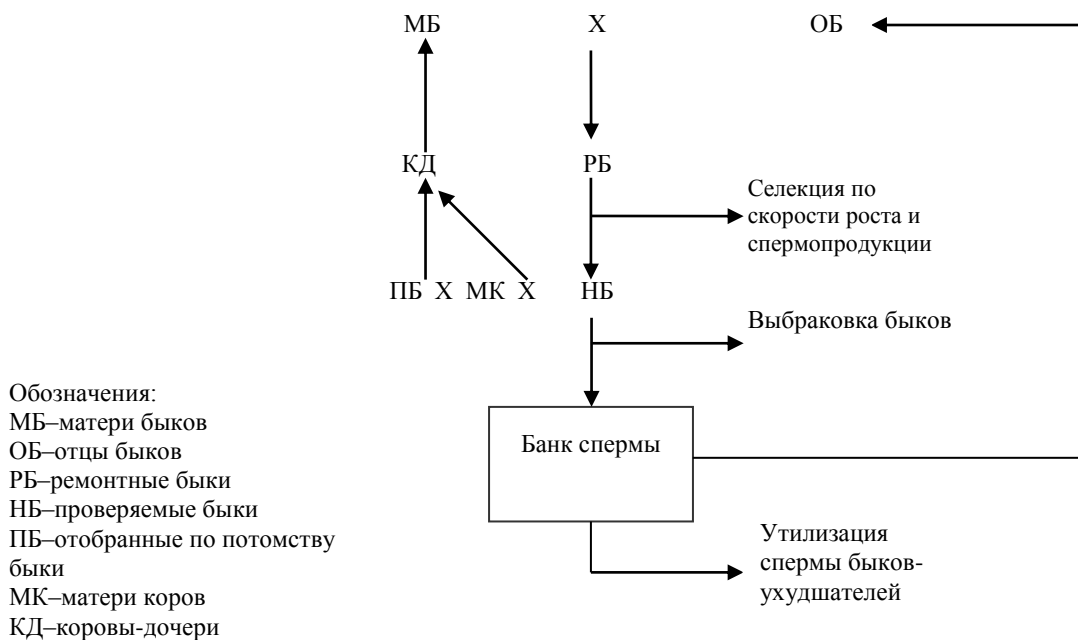 МБ Х ОБ
КД РБ
Селекция по
скорости роста и
спермопродукции
ПБ Х МК Х НБ
Выбраковка быков
Обозначения:
МБ–матери быков
ОБ–отцы быков
РБ–ремонтные быки
НБ–проверяемые быки
ПБ–отобранные по потомству
быки
МК–матери коров
КД–коровы-дочери
Банк спермы
Утилизация
спермы быков-
ухудшателей